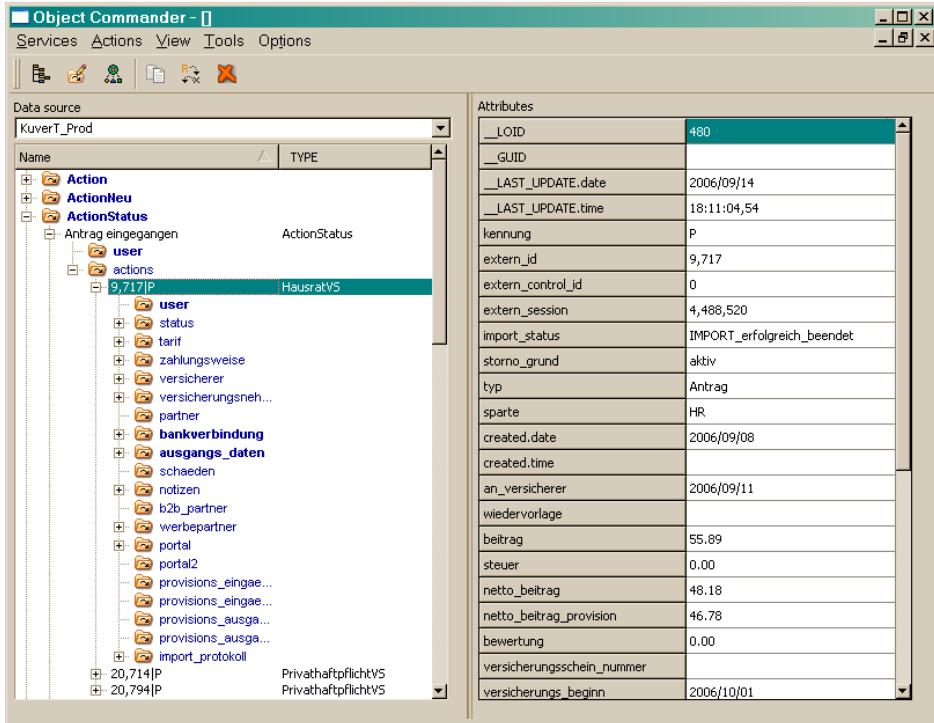 Object Commander - []
Services Actions View Tools Options
Data source
KuverT_Prod
Name TYPE
Action
ActionNeu
ActionStatus
Antrag eingegangen ActionStatus
user
actions
9,717|P HausratVS
user
status
tarif
zahlungsweise
versicherer
versicherungsneh...
partner
bankverbindung
ausgangs_daten
schaeden
notizen
b2b_partner
werbepartner
portal
portal2
provisions_eingae...
provisions_eingae...
provisions_ausga...
provisions_ausga...
import_protokoll
20,714|P PrivathaftpflichtVS
20,794|P PrivathaftpflichtVS
Attributes
__LOID 480
__GUID
__LAST_UPDATE.date 2006/09/14
__LAST_UPDATE.time 18:11:04,54
kennung P
extern_id 9,717
extern_control_id 0
extern_session 4,488,520
import_status IMPORT_erfolgreich_beendet
storno_grund aktiv
typ Antrag
sparte HR
created.date 2006/09/08
created.time
an_versicherer 2006/09/11
wiedervorlage
beitrag 55.89
steuer 0.00
netto_beitrag 48.18
netto_beitrag_provision 46.78
bewertung 0.00
versicherungsschein_nummer
versicherungs_beginn 2006/10/01